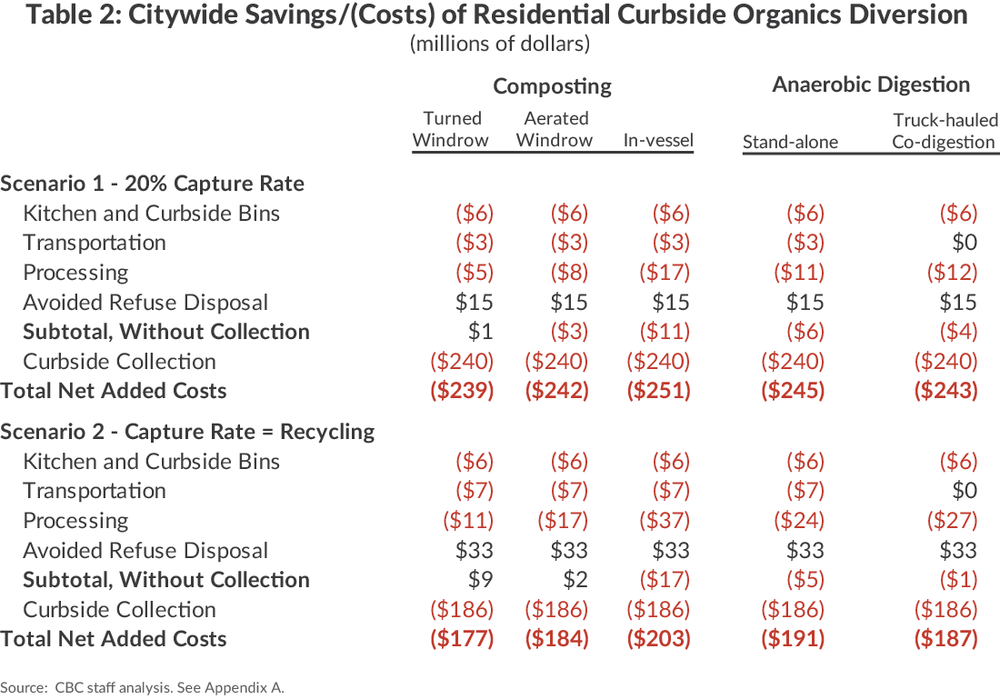 Table 2: Citywide Savings/(Costs) of Residential Curbside Organics Diversion
(millions of dollars)
Composting Anaerobic Digestion
Turned Windrow Aerated Windrow In-vessel Stand-alone Truck-hauled Co-digestion
Scenario 1 - 20% Capture Rate
Kitchen and Curbside Bins ($6) ($6) ($6) ($6) ($6)
Transportation ($3) ($3) ($3) ($3) $0
Processing ($5) ($8) ($17) ($11) ($12)
Avoided Refuse Disposal $15 $15 $15 $15 $15
Subtotal, Without Collection $1 ($3) ($11) ($6) ($4)
Curbside Collection ($240) ($240) ($240) ($240) ($240)
Total Net Added Costs ($239) ($242) ($251) ($245) ($243)
Scenario 2 - Capture Rate = Recycling
Kitchen and Curbside Bins ($6) ($6) ($6) ($6) ($6)
Transportation ($7) ($7) ($7) ($7) $0
Processing ($11) ($17) ($37) ($24) ($27)
Avoided Refuse Disposal $33 $33 $33 $33 $33
Subtotal, Without Collection $9 $2 ($17) ($5) ($1)
Curbside Collection ($186) ($186) ($186) ($186) ($186)
Total Net Added Costs ($177) ($184) ($203) ($191) ($187)
Source: CBC staff analysis. See Appendix A.